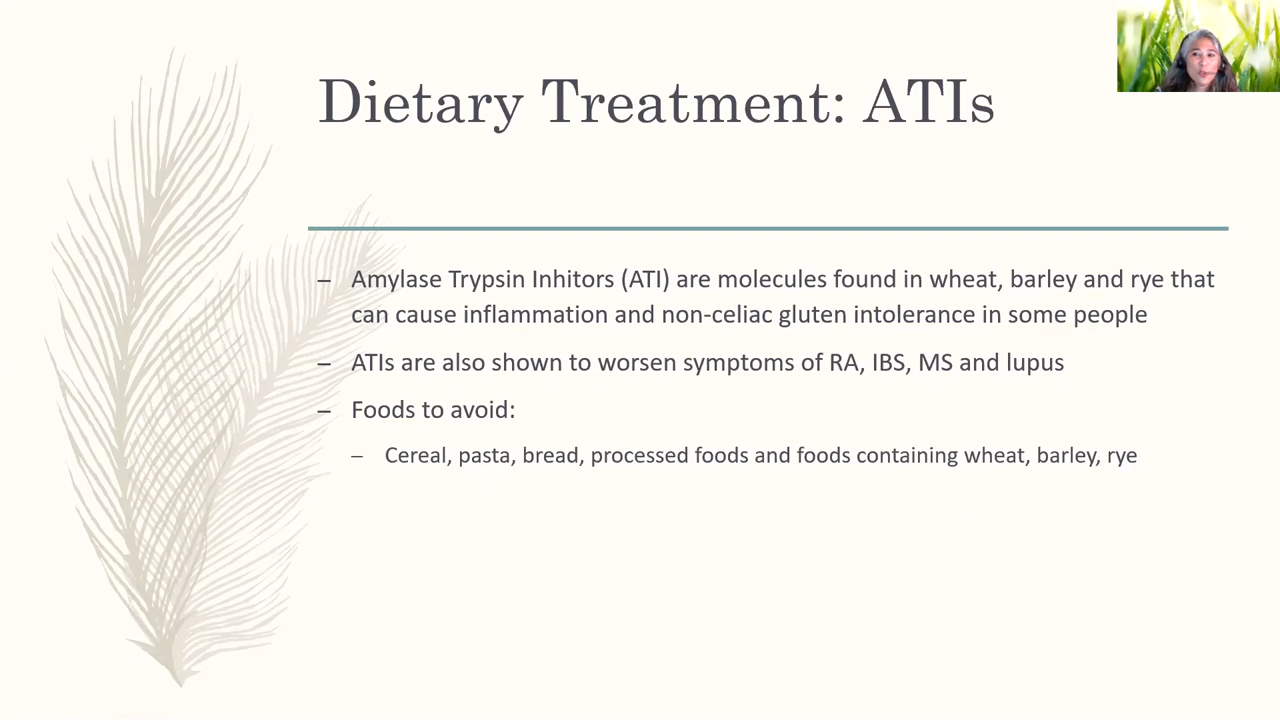 Dietary Treatment: ATIs
– Amylase Trypsin Inhitors (ATI) are molecules found in wheat, barley and rye that
can cause inflammation and non-celiac gluten intolerance in some people
– ATIs are also shown to worsen symptoms of RA, IBS, MS and lupus
– Foods to avoid:
– Cereal, pasta, bread, processed foods and foods containing wheat, barley, rye